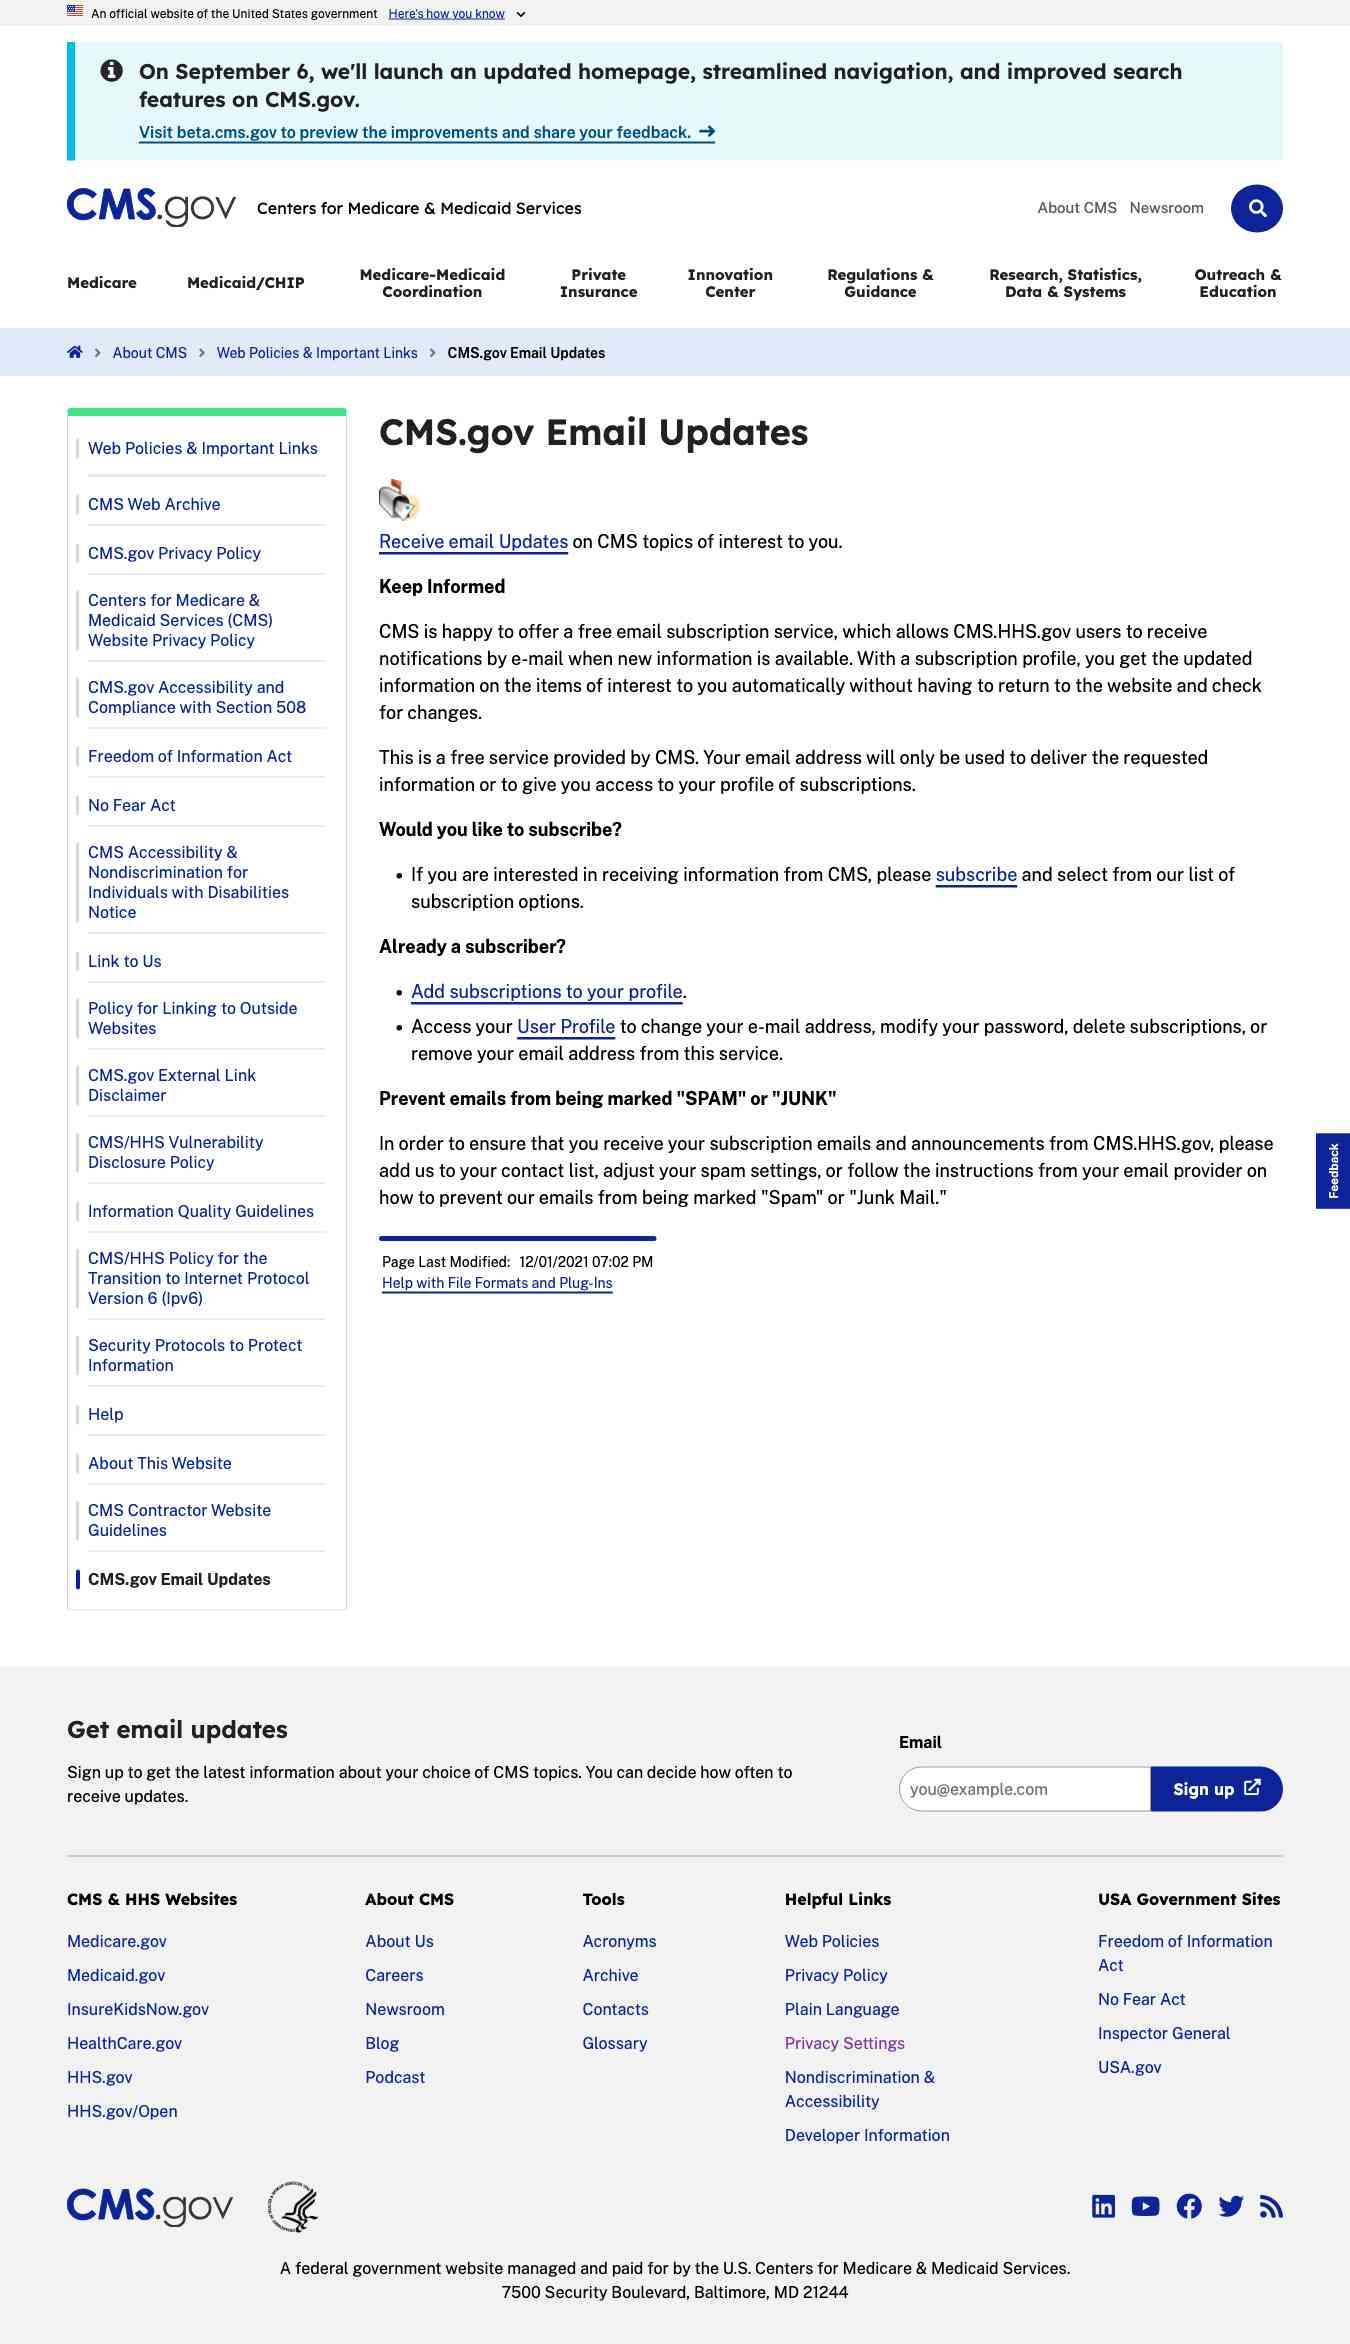 An official website of the United States government Here's how you know
On September 6, we'll launch an updated homepage, streamlined navigation, and improved search
features on CMS.gov.
Visit beta.cms.gov to preview the improvements and share your feedback.
CMS.gov Centers for Medicare & Medicaid Services
About CMS Newsroom
Medicare
Medicaid/CHIP
Medicare-Medicaid
Coordination
Private
Insurance
Innovation
Center
Regulations &
Guidance
Research, Statistics,
Data & Systems
Outreach &
Education
About CMS Web Policies & Important Links CMS.gov Email Updates
Web Policies & Important Links
CMS Web Archive
CMS.gov Privacy Policy
Centers for Medicare &
Medicaid Services (CMS)
Website Privacy Policy
CMS.gov Accessibility and
Compliance with Section 508
Freedom of Information Act
No Fear Act
CMS Accessibility &
Nondiscrimination for
Individuals with Disabilities
Notice
Link to Us
Policy for Linking to Outside
Websites
CMS.gov External Link
Disclaimer
CMS/HHS Vulnerability
Disclosure Policy
Information Quality Guidelines
CMS/HHS Policy for the
Transition to Internet Protocol
Version 6 (Ipv6)
Security Protocols to Protect
Information
Help
About This Website
CMS Contractor Website
Guidelines
CMS.gov Email Updates
CMS.gov Email Updates
Receive email Updates on CMS topics of interest to you.
Keep Informed
CMS is happy to offer a free email subscription service, which allows CMS.HHS.gov users to receive
notifications by e-mail when new information is available. With a subscription profile, you get the updated
information on the items of interest to you automatically without having to return to the website and check
for changes.
This is a free service provided by CMS. Your email address will only be used to deliver the requested
information or to give you access to your profile of subscriptions.
Would you like to subscribe?
• If you are interested in receiving information from CMS, please subscribe and select from our list of
subscription options.
Already a subscriber?
• Add subscriptions to your profile.
• Access your User Profile to change your e-mail address, modify your password, delete subscriptions, or
remove your email address from this service.
Prevent emails from being marked "SPAM" or "JUNK"
In order to ensure that you receive your subscription emails and announcements from CMS.HHS.gov, please
add us to your contact list, adjust your spam settings, or follow the instructions from your email provider on
how to prevent our emails from being marked "Spam" or "Junk Mail."
Page Last Modified: 12/01/2021 07:02 PM
Help with File Formats and Plug-Ins
Feedback
Get email updates
Sign up to get the latest information about your choice of CMS topics. You can decide how often to
receive updates.
Email
you@example.com
Sign up
CMS & HHS Websites
Medicare.gov
Medicaid.gov
InsureKidsNow.gov
HealthCare.gov
HHS.gov
HHS.gov/Open
About CMS
About Us
Careers
Newsroom
Blog
Podcast
Tools
Acronyms
Archive
Contacts
Glossary
Helpful Links
Web Policies
Privacy Policy
Plain Language
Privacy Settings
Nondiscrimination &
Accessibility
Developer Information
USA Government Sites
Freedom of Information
Act
No Fear Act
Inspector General
USA.gov
CMS.gov
A federal government website managed and paid for by the U.S. Centers for Medicare & Medicaid Services.
7500 Security Boulevard, Baltimore, MD 21244